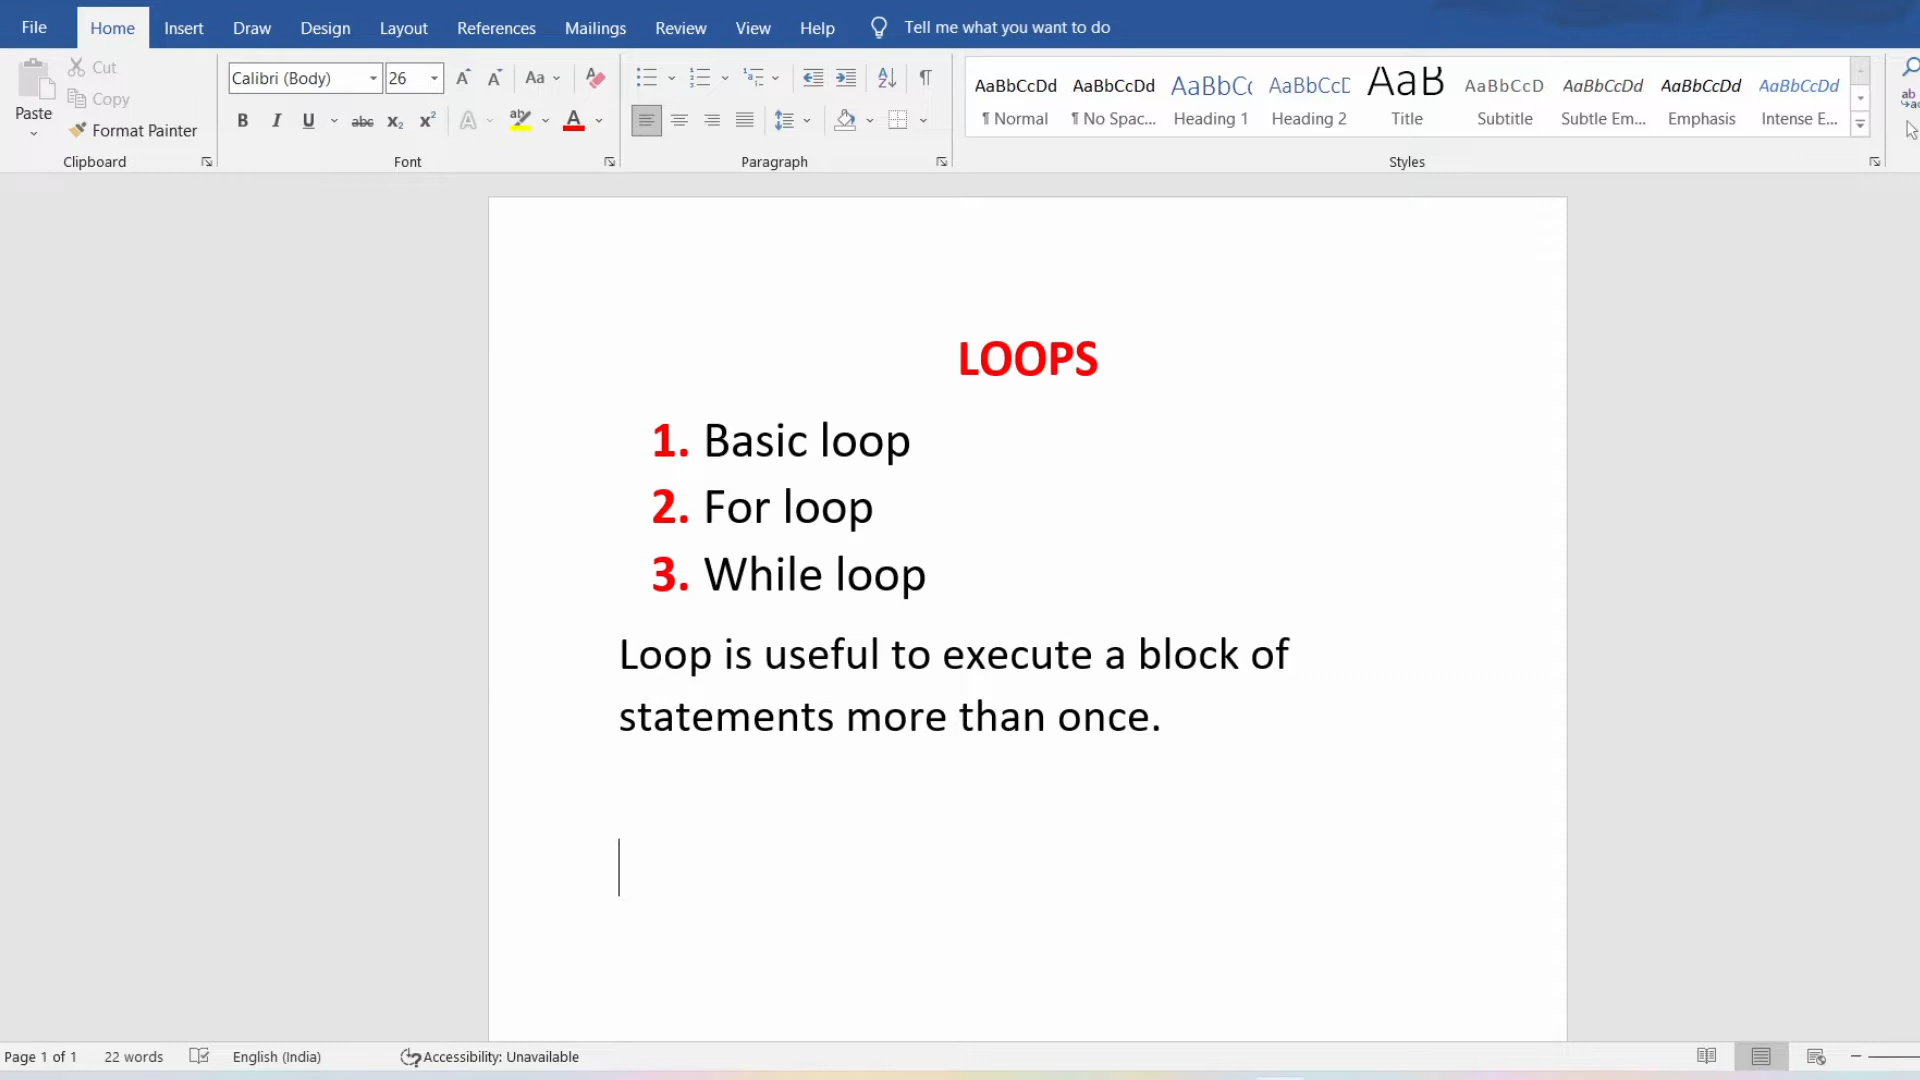 File Home Insert Draw Design Layout References Mailings Review View Help Tell me what you want to do
Paste
Cut
Copy
Format Painter
Clipboard
Calibri (Body) 26
Font
Paragraph
AaBbCcDd AaBbCcDd AaBbCc AaBbCcD AaB AaBbCcD AaBbCcDd AaBbCcDd AaBbCcDd
¶ Normal ¶ No Spac... Heading 1 Heading 2 Title Subtitle Subtle Em... Emphasis Intense E...
Styles
LOOPS
1. Basic loop
2. For loop
3. While loop
Loop is useful to execute a block of
statements more than once.
Page 1 of 1 22 words English (India) Accessibility: Unavailable